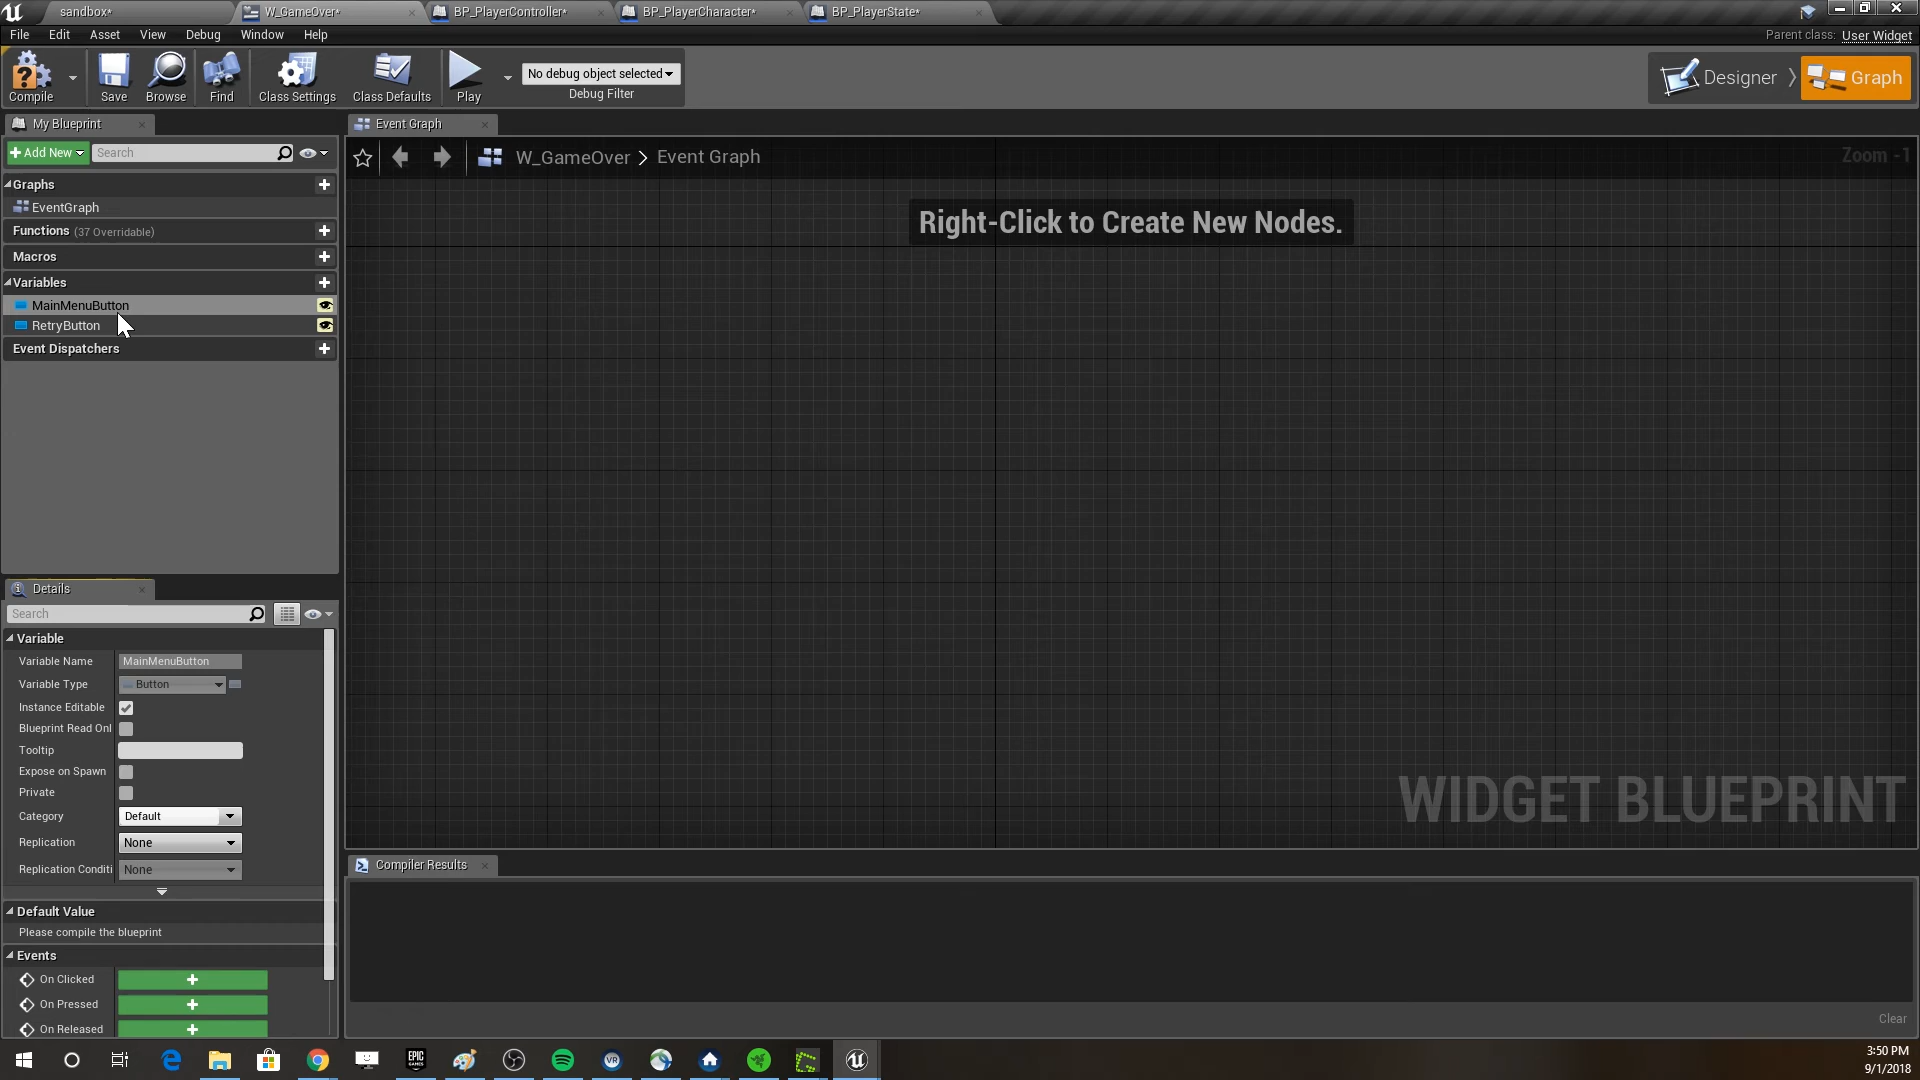 sandbox*
W_GameOver*
BP_PlayerController*
BP_PlayerCharacter*
BP_PlayerState*
File Edit Asset View Debug Window Help
Parent class: User Widget
Compile
Save
Browse
Find
Class Settings
Class Defaults
Play
No debug object selected
Debug Filter
Designer
Graph
My Blueprint
Event Graph
Add New
Search
W_GameOver > Event Graph
Zoom -1
Graphs
EventGraph
Functions (37 Overridable)
Macros
Variables
MainMenuButton
RetryButton
Event Dispatchers
Right-Click to Create New Nodes.
WIDGET BLUEPRINT
Details
Search
Variable
Variable Name MainMenuButton
Variable Type Button
Instance Editable
Blueprint Read Onl
Tooltip
Expose on Spawn
Private
Category Default
Replication None
Replication Conditi None
Default Value
Please compile the blueprint
Events
On Clicked
On Pressed
On Released
Compiler Results
Clear
EPIC GAMES
VR
3:50 PM
9/1/2018